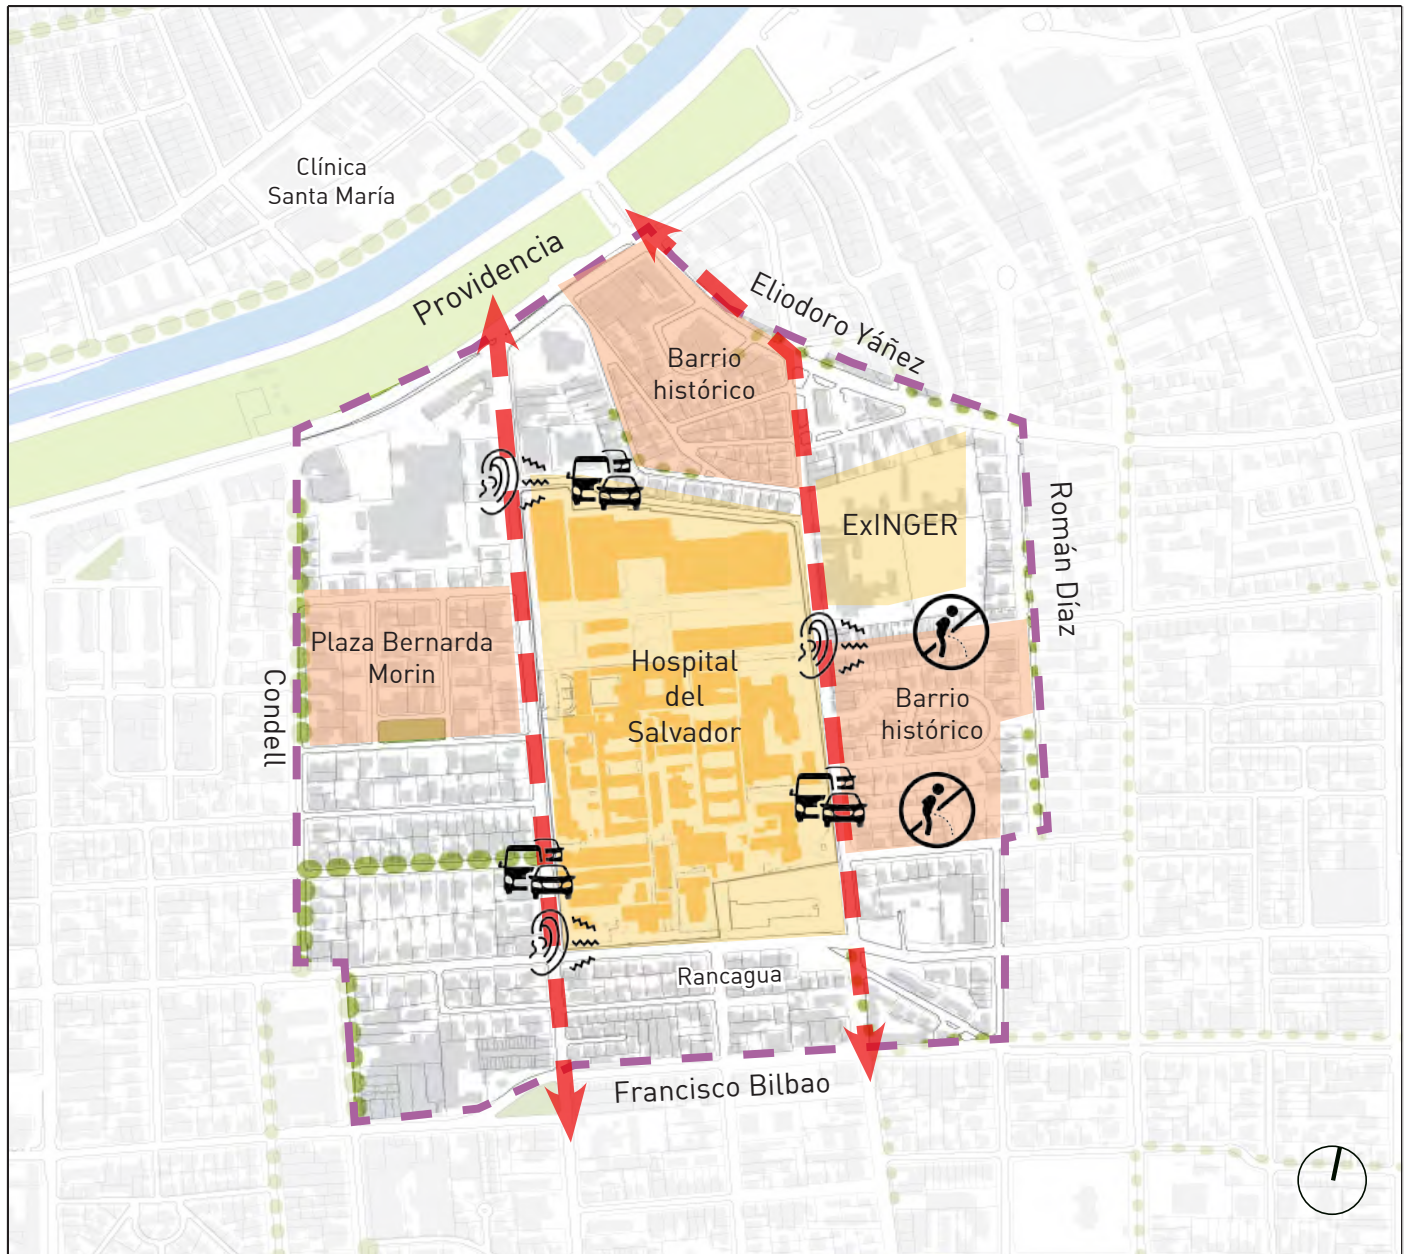 Clínica
Santa María
Providencia
Eliodoro Yáñez
Barrio
histórico
ExINGER
Román Díaz
Plaza Bernarda
Morin
Hospital
del
Salvador
Barrio
histórico
Condell
Rancagua
Francisco Bilbao